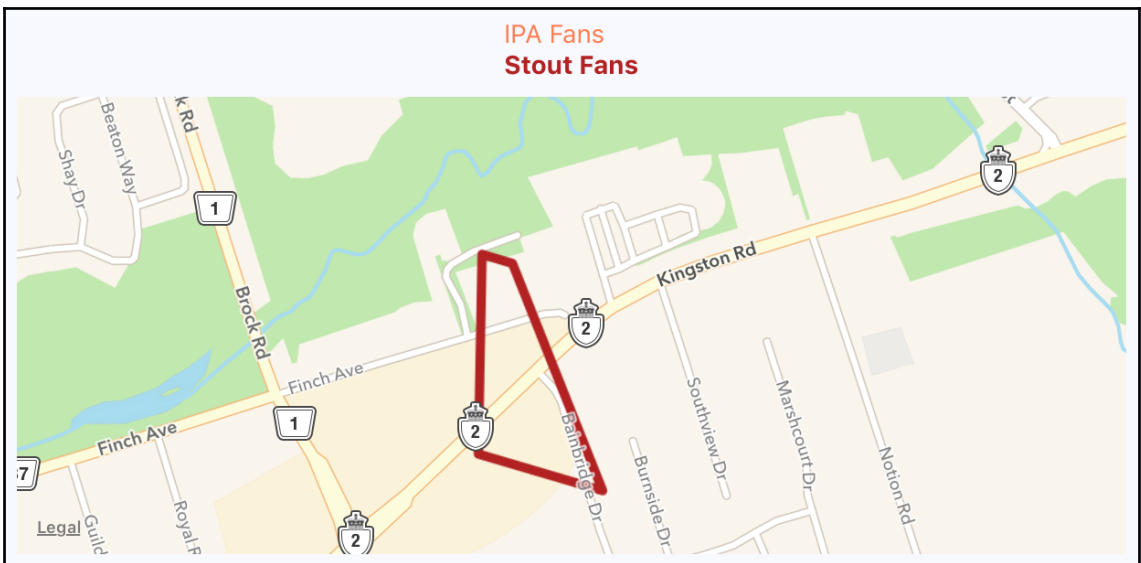 IPA Fans
Stout Fans
k Rd
Beaton Way
Shay Dr
1
2
Kingston Rd
Brock Rd
2
Finch Ave
1
2
Finch Ave
37
Southview Dr
Marshcourt Dr
Bainbridge Dr
Burnside Dr
Notion Rd
Guild
Royal R
2
Legal